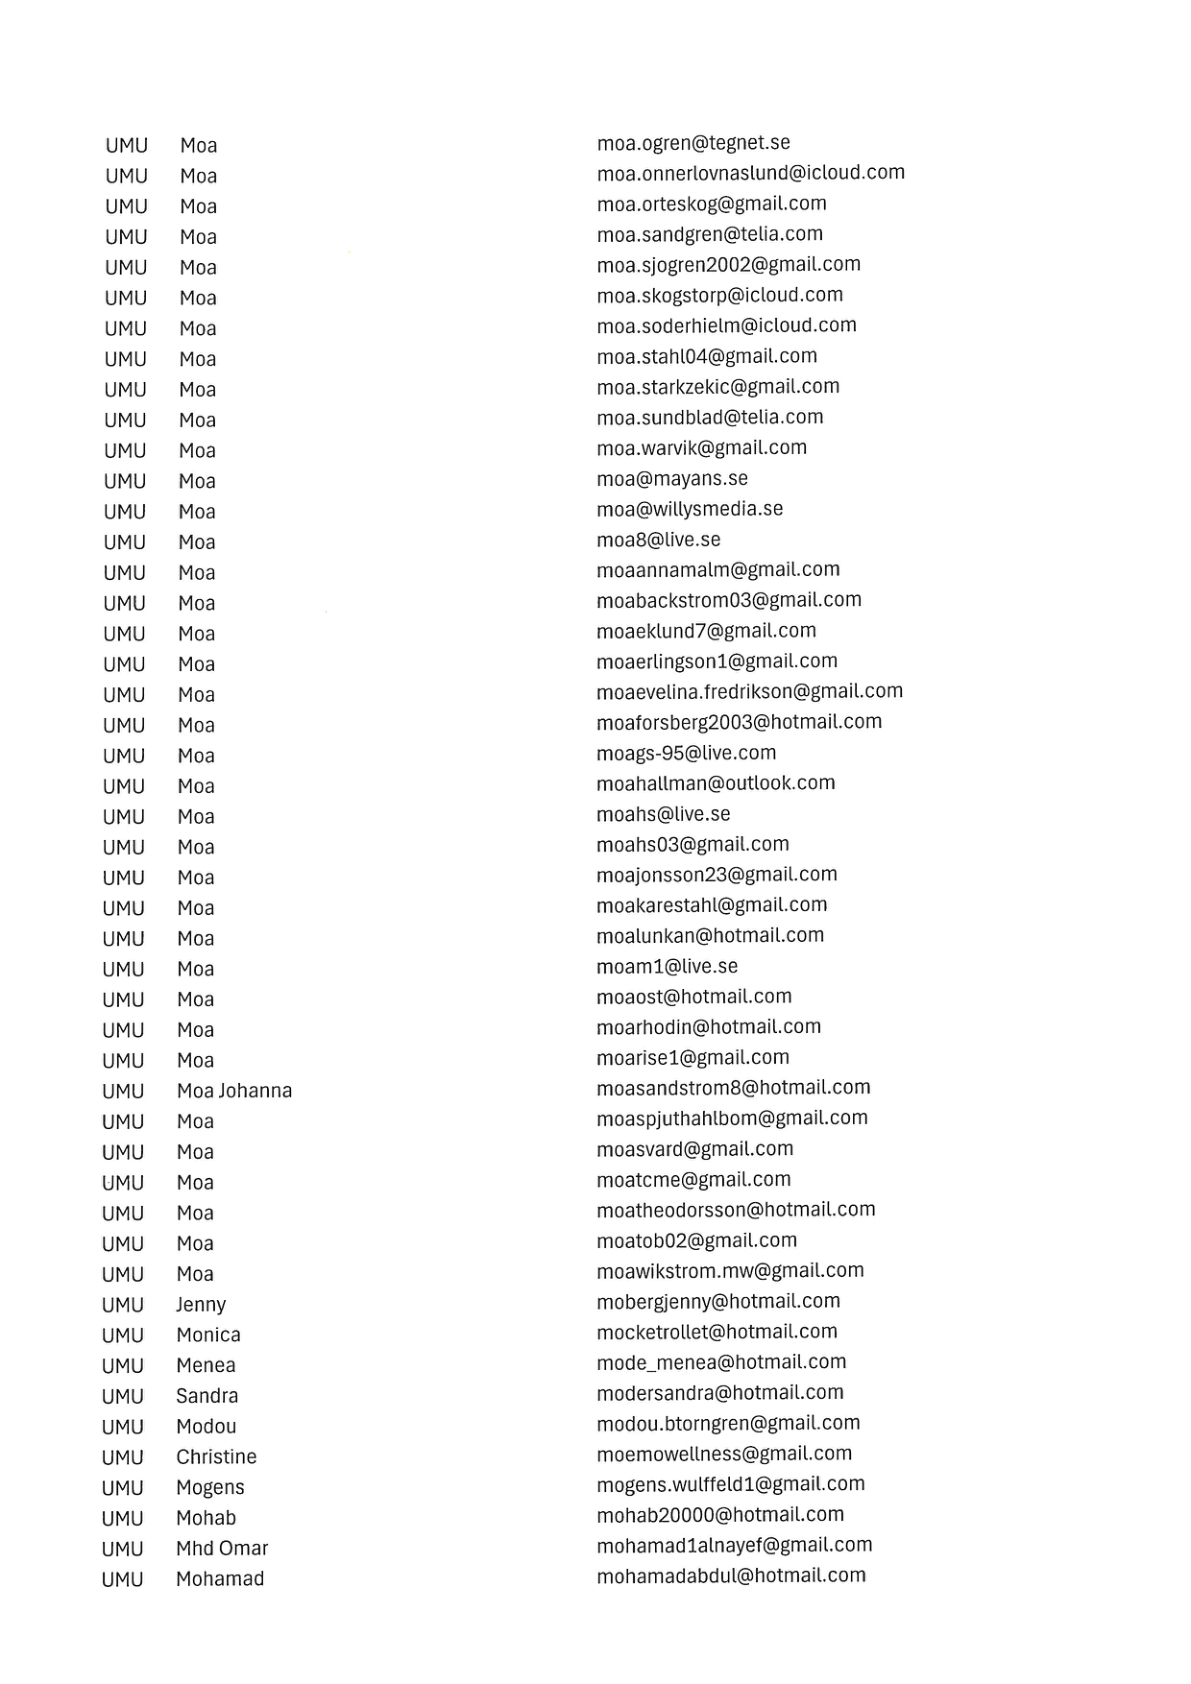 UMU Moa moa.ogren@tegnet.se
UMU Moa moa.onnerlovnaslund@icloud.com
UMU Moa moa.orteskog@gmail.com
UMU Moa moa.sandgren@telia.com
UMU Moa moa.sjogren2002@gmail.com
UMU Moa moa.skogstorp@icloud.com
UMU Moa moa.soderhielm@icloud.com
UMU Moa moa.stahl04@gmail.com
UMU Moa moa.starkzekic@gmail.com
UMU Moa moa.sundblad@telia.com
UMU Moa moa.warvik@gmail.com
UMU Moa moa@mayans.se
UMU Moa moa@willysmedia.se
UMU Moa moa8@live.se
UMU Moa moaannamalm@gmail.com
UMU Moa moabackstrom03@gmail.com
UMU Moa moaeklund7@gmail.com
UMU Moa moaerlingson1@gmail.com
UMU Moa moaevelina.fredrikson@gmail.com
UMU Moa moaforsberg2003@hotmail.com
UMU Moa moags-95@live.com
UMU Moa moahallman@outlook.com
UMU Moa moahs@live.se
UMU Moa moahs03@gmail.com
UMU Moa moajonsson23@gmail.com
UMU Moa moakarestahl@gmail.com
UMU Moa moalunkan@hotmail.com
UMU Moa moam1@live.se
UMU Moa moaost@hotmail.com
UMU Moa moarhodin@hotmail.com
UMU Moa moarise1@gmail.com
UMU Moa Johanna moasandstrom8@hotmail.com
UMU Moa moaspjuthahlbom@gmail.com
UMU Moa moasvard@gmail.com
UMU Moa moatcme@gmail.com
UMU Moa moatheodorsson@hotmail.com
UMU Moa moatob02@gmail.com
UMU Moa moawikstrom.mw@gmail.com
UMU Jenny mobergjenny@hotmail.com
UMU Monica mocketrollet@hotmail.com
UMU Menea mode_menea@hotmail.com
UMU Sandra modersandra@hotmail.com
UMU Modou modou.btorngren@gmail.com
UMU Christine moemowellness@gmail.com
UMU Mogens mogens.wulffeld1@gmail.com
UMU Mohab mohab20000@hotmail.com
UMU Mhd Omar mohamad1alnayef@gmail.com
UMU Mohamad mohamadabdul@hotmail.com